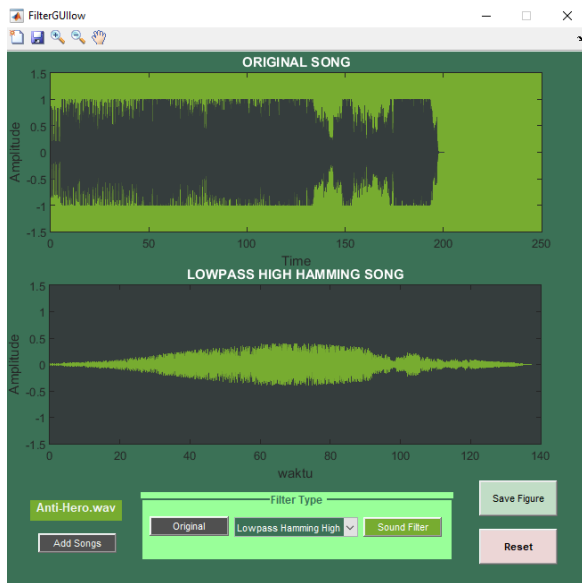 FilterGUIlow
ORIGINAL SONG
1.5
1
0.5
0
-0.5
-1
-1.5
Amplitude
0 50 100 150 200 250
Time
LOWPASS HIGH HAMMING SONG
1.5
1
0.5
0
-0.5
-1
-1.5
Amplitude
0 20 40 60 80 100 120 140
waktu
Anti-Hero.wav
Add Songs
Filter Type
Original Lowpass Hamming High Sound Filter
Save Figure
Reset